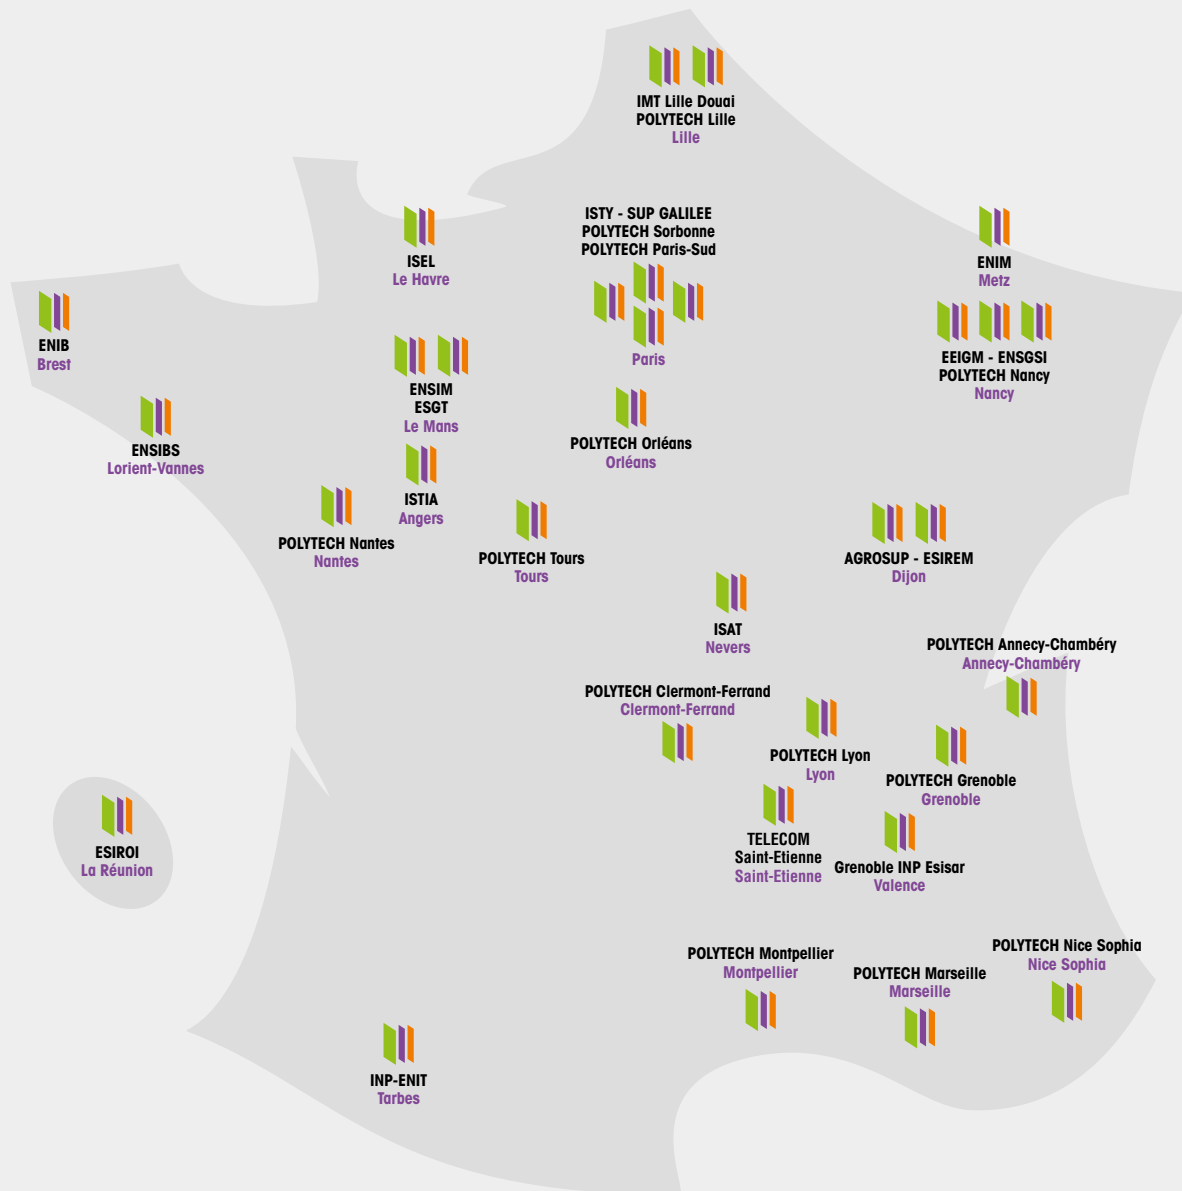 IMT Lille Douai
POLYTECH Lille
Lille
ISEL
Le Havre
ISTY - SUP GALILEE
POLYTECH Sorbonne
POLYTECH Paris-Sud
Paris
ENIM
Metz
ENIB
Brest
ENSIM
ESGT
Le Mans
EEIGM - ENSGSI
POLYTECH Nancy
Nancy
ENSIBS
Lorient-Vannes
POLYTECH Orléans
Orléans
ISTIA
Angers
POLYTECH Nantes
Nantes
POLYTECH Tours
Tours
AGROSUP - ESIREM
Dijon
ISAT
Nevers
POLYTECH Annecy-Chambéry
Annecy-Chambéry
POLYTECH Clermont-Ferrand
Clermont-Ferrand
POLYTECH Lyon
Lyon
POLYTECH Grenoble
Grenoble
ESIROI
La Réunion
TELECOM
Saint-Etienne
Saint-Etienne
Grenoble INP Esisar
Valence
POLYTECH Montpellier
Montpellier
POLYTECH Marseille
Marseille
POLYTECH Nice Sophia
Nice Sophia
INP-ENIT
Tarbes